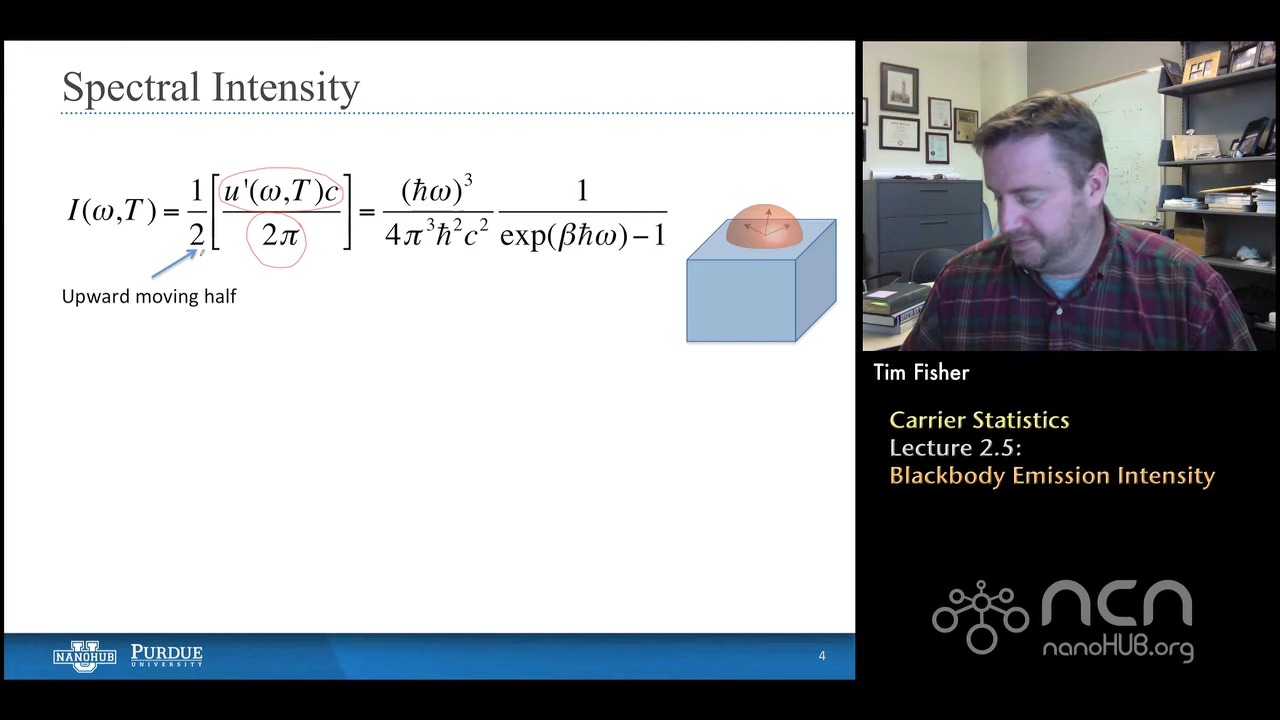 Spectral Intensity
I(ω,T) = 1/2 [ u'(ω,T)c / 2π ] = (ℏω)³ / 4π³ℏ²c² 1 / exp(βℏω) − 1
Upward moving half
NANOHUB
PURDUE
UNIVERSITY
4
Tim Fisher
Carrier Statistics
Lecture 2.5:
Blackbody Emission Intensity
ncn
nanoHUB.org